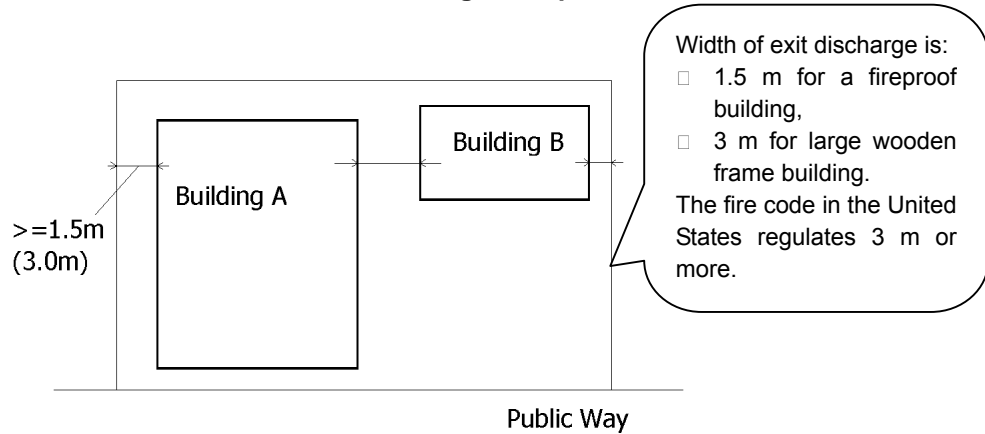 Width of exit discharge is:
□ 1.5 m for a fireproof
building,
□ 3 m for large wooden
frame building.
The fire code in the United
States regulates 3 m or
more.
Building B
Building A
>=1.5m
(3.0m)
Public Way